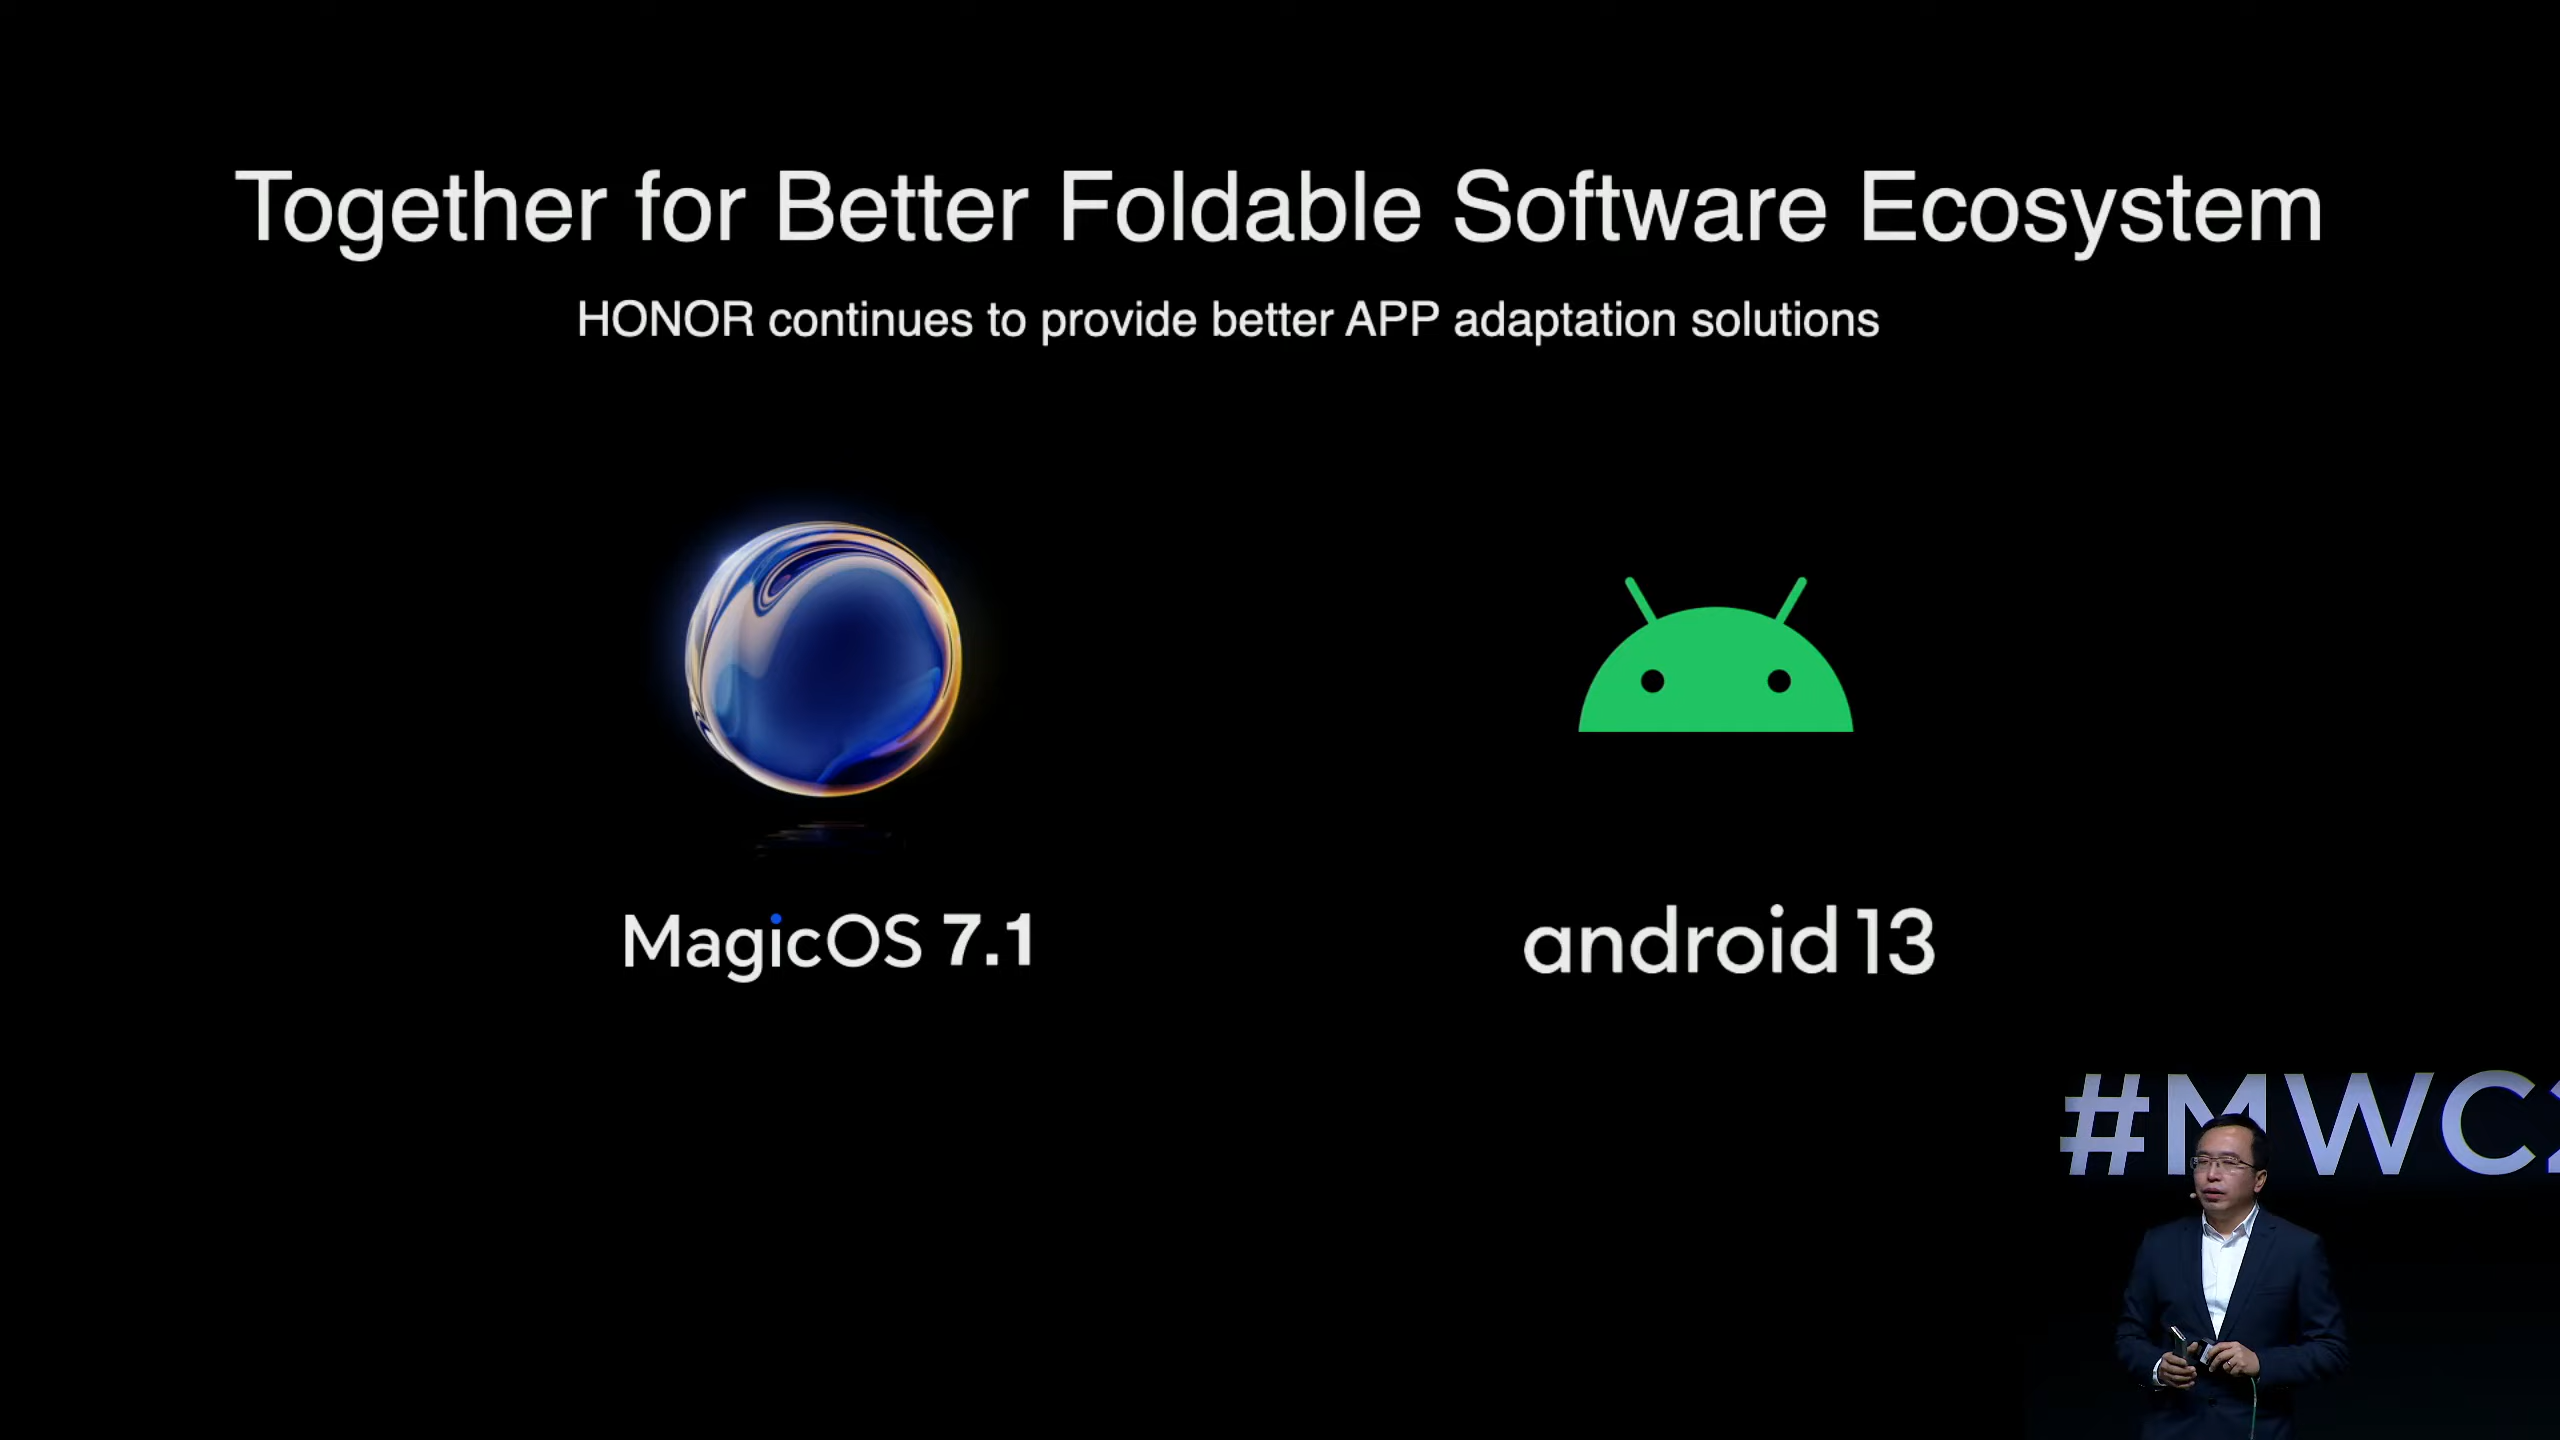 Together for Better Foldable Software Ecosystem
HONOR continues to provide better APP adaptation solutions
MagicOS 7.1
android 13
#MWC2